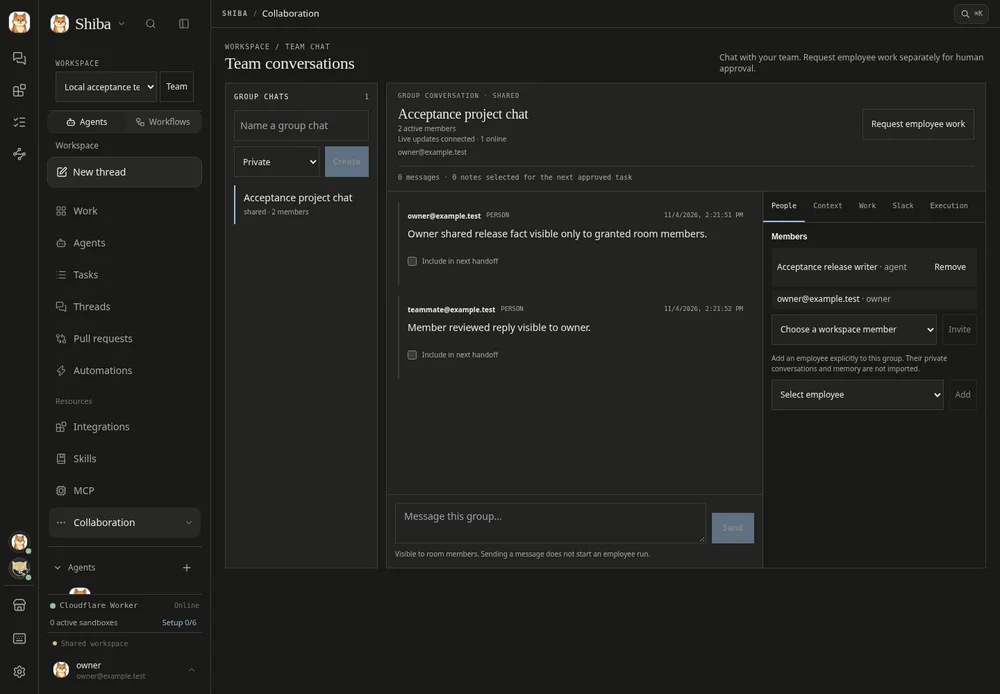 Shiba
SHIBA / Collaboration
⌘K
WORKSPACE
Local acceptance te
Team
Agents
Workflows
Workspace
New thread
Work
Agents
Tasks
Threads
Pull requests
Automations
Resources
Integrations
Skills
MCP
Collaboration
Agents
Cloudflare Worker
Online
0 active sandboxes
Setup 0/6
Shared workspace
owner
owner@example.test
WORKSPACE / TEAM CHAT
Team conversations
Chat with your team. Request employee work separately for human
approval.
GROUP CHATS
1
Name a group chat
Private
Create
Acceptance project chat
shared · 2 members
GROUP CONVERSATION · SHARED
Acceptance project chat
2 active members
Live updates connected · 1 online
owner@example.test
Request employee work
0 messages · 0 notes selected for the next approved task
owner@example.test PERSON
11/4/2026, 2:21:51 PM
Owner shared release fact visible only to granted room members.
Include in next handoff
teammate@example.test PERSON
11/4/2026, 2:21:52 PM
Member reviewed reply visible to owner.
Include in next handoff
Message this group...
Send
Visible to room members. Sending a message does not start an employee run.
People
Context
Work
Slack
Execution
Members
Acceptance release writer · agent
Remove
owner@example.test · owner
Choose a workspace member
Invite
Add an employee explicitly to this group. Their private
conversations and memory are not imported.
Select employee
Add